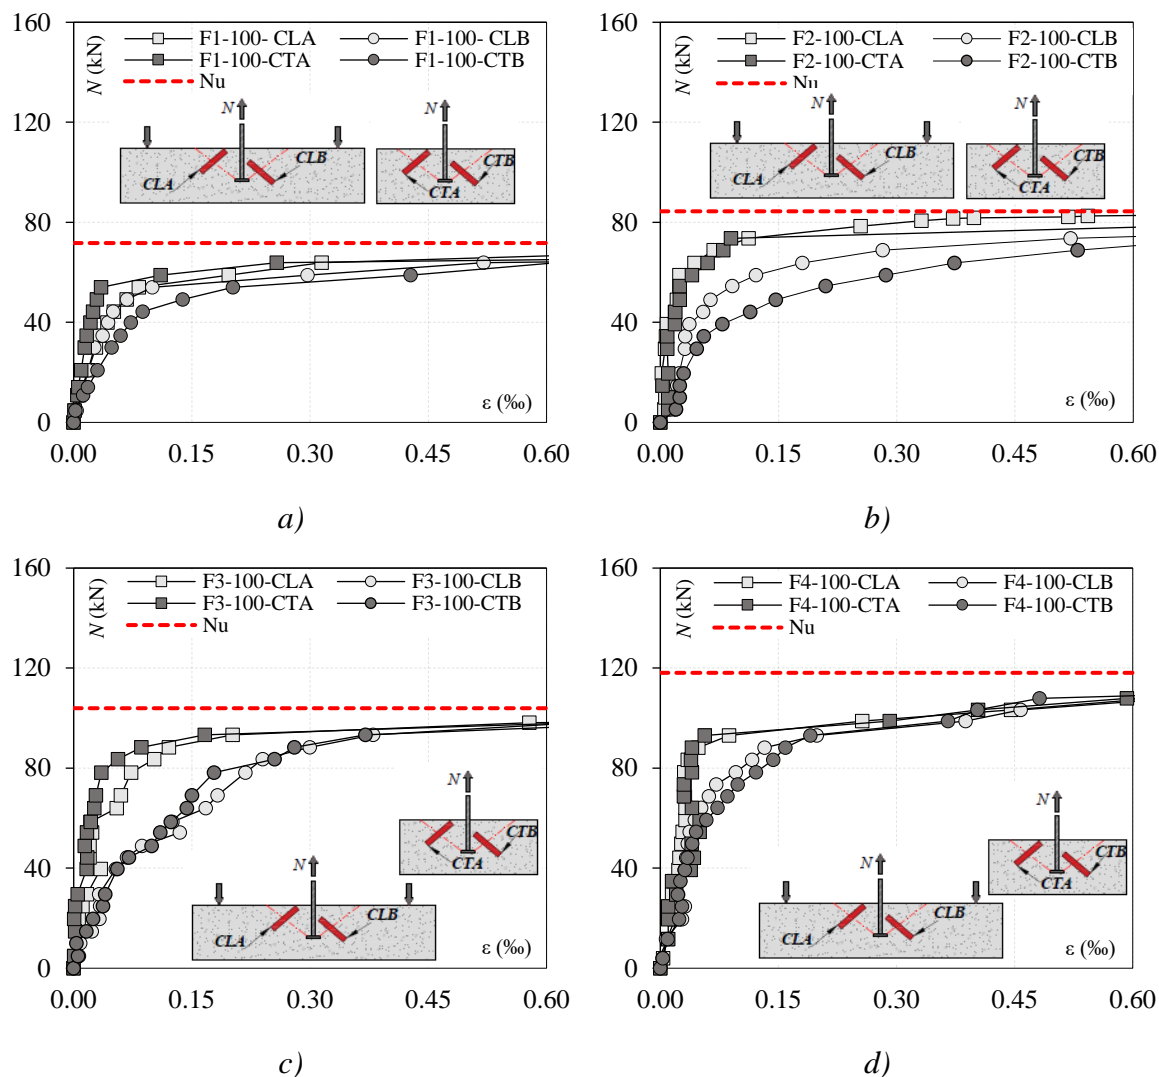 160
120
80
40
0
N (kN)
F1-100- CLA
F1-100- CLB
F1-100-CTA
F1-100-CTB
Nu
N
N
CLA
CLB
CTA
CTB
ε (‰)
0.00 0.15 0.30 0.45 0.60
a)
160
120
80
40
0
N (kN)
F2-100-CLA
F2-100-CLB
F2-100-CTA
F2-100-CTB
Nu
N
N
CLA
CLB
CTA
CTB
ε (‰)
0.00 0.15 0.30 0.45 0.60
b)
160
120
80
40
0
N (kN)
F3-100-CLA
F3-100-CLB
F3-100-CTA
F3-100-CTB
Nu
N
CTB
CTA
N
CLA
CLB
ε (‰)
0.00 0.15 0.30 0.45 0.60
c)
160
120
80
40
0
N (kN)
F4-100-CLA
F4-100-CLB
F4-100-CTA
F4-100-CTB
Nu
N
CTB
CTA
N
CLA
CLB
ε (‰)
0.00 0.15 0.30 0.45 0.60
d)